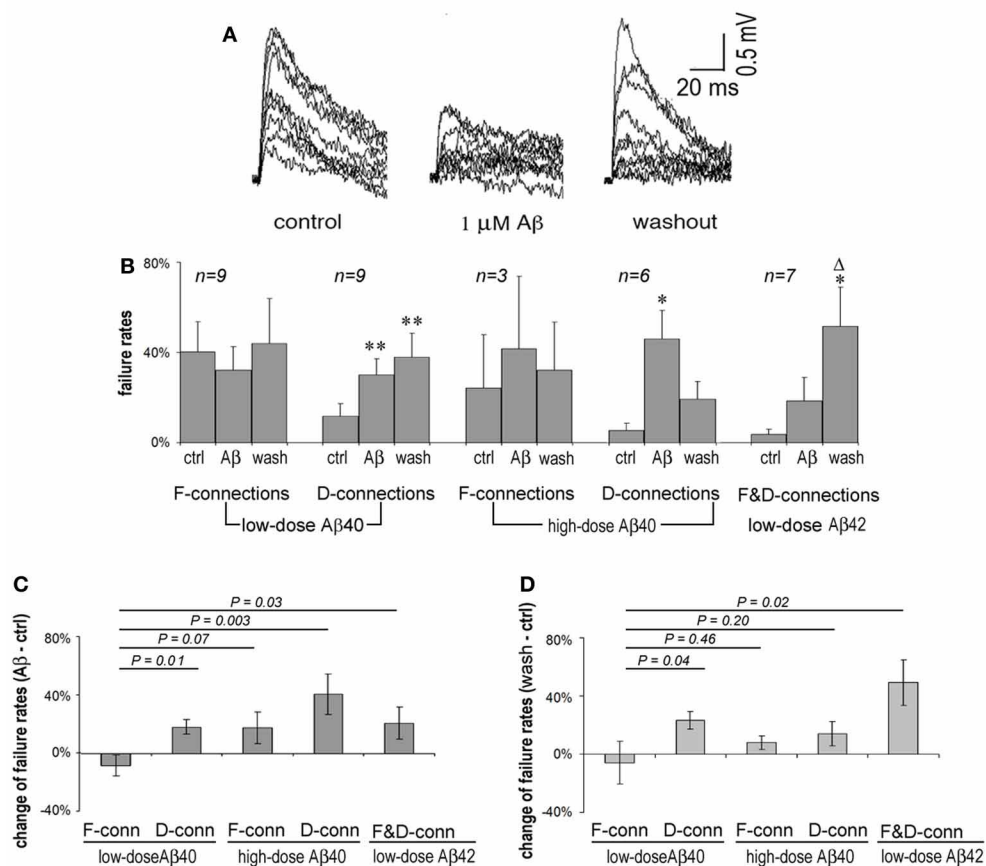 A
0.5 mV
20 ms
control
1 µM Aβ
washout
B
80%
40%
0%
failure rates
n=9
n=9
n=3
n=6
n=7
** ** * Δ *
ctrl Aβ wash ctrl Aβ wash ctrl Aβ wash ctrl Aβ wash ctrl Aβ wash
F-connections D-connections F-connections D-connections F&D-connections
low-dose Aβ40 high-dose Aβ40 low-dose Aβ42
C
change of failure rates (Aβ - ctrl)
P = 0.03
P = 0.003
P = 0.07
P = 0.01
80%
40%
0%
-40%
F-conn D-conn F-conn D-conn F&D-conn
low-doseAβ40 high-dose Aβ40 low-dose Aβ42
D
change of failure rates (wash - ctrl)
P = 0.02
P = 0.20
P = 0.46
P = 0.04
80%
40%
0%
-40%
F-conn D-conn F-conn D-conn F&D-conn
low-doseAβ40 high-dose Aβ40 low-dose Aβ42